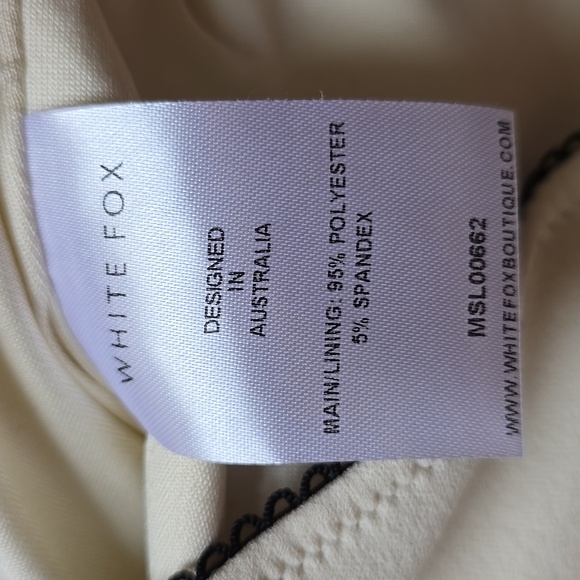 WHITE FOX
DESIGNED
IN
AUSTRALIA
MAIN/LINING: 95% POLYESTER
5% SPANDEX
MSL00662
WWW.WHITEFOXBOUTIQUE.COM